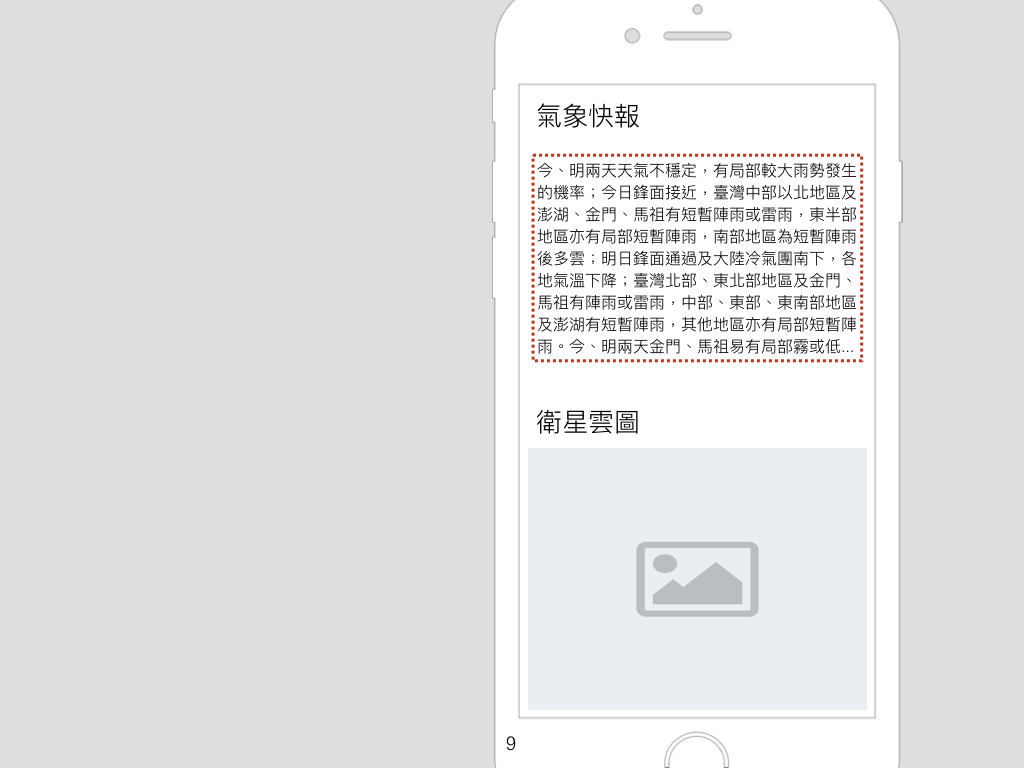 氣象快報
今、明兩天天氣不穩定，有局部較大雨勢發生
的機率；今日鋒面接近，臺灣中部以北地區及
澎湖、金門、馬祖有短暫陣雨或雷雨，東半部
地區亦有局部短暫陣雨，南部地區為短暫陣雨
後多雲；明日鋒面通過及大陸冷氣團南下，各
地氣溫下降；臺灣北部、東北部地區及金門、
馬祖有陣雨或雷雨，中部、東部、東南部地區
及澎湖有短暫陣雨，其他地區亦有局部短暫陣
雨。今、明兩天金門、馬祖易有局部霧或低...
衛星雲圖
9